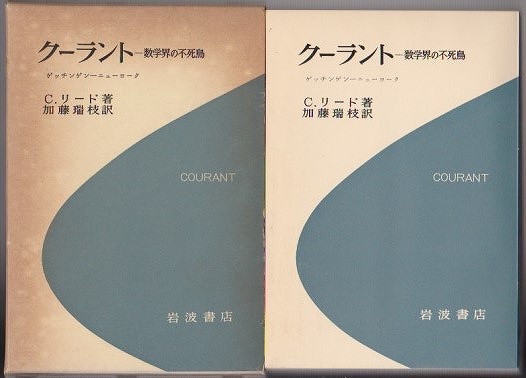 クーラント―数学界の不死鳥
ゲッチンゲン―ニューヨーク
C.リード著
加藤瑞枝訳
COURANT
岩波書店
クーラント―数学界の不死鳥
ゲッチンゲン―ニューヨーク
C.リード著
加藤瑞枝訳
COURANT
岩波書店